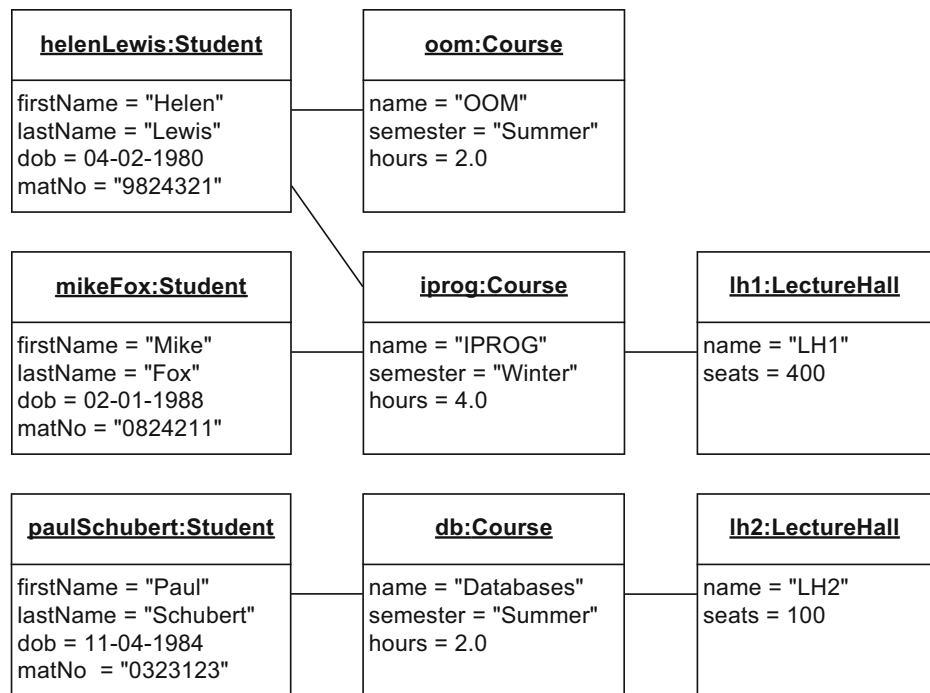 helenLewis:Student
firstName = "Helen"
lastName = "Lewis"
dob = 04-02-1980
matNo = "9824321"
oom:Course
name = "OOM"
semester = "Summer"
hours = 2.0
mikeFox:Student
firstName = "Mike"
lastName = "Fox"
dob = 02-01-1988
matNo = "0824211"
iprog:Course
name = "IPROG"
semester = "Winter"
hours = 4.0
lh1:LectureHall
name = "LH1"
seats = 400
paulSchubert:Student
firstName = "Paul"
lastName = "Schubert"
dob = 11-04-1984
matNo = "0323123"
db:Course
name = "Databases"
semester = "Summer"
hours = 2.0
lh2:LectureHall
name = "LH2"
seats = 100